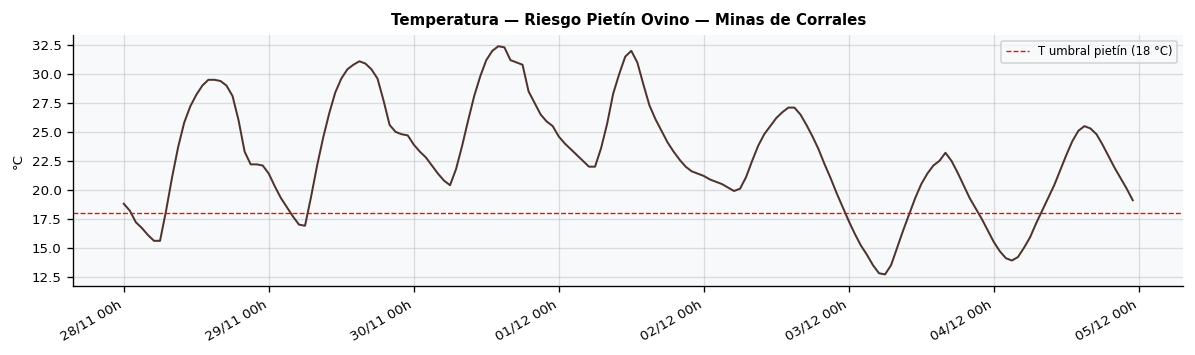 Temperatura — Riesgo Pietín Ovino — Minas de Corrales
T umbral pietín (18 °C)
°C
32.5
30.0
27.5
25.0
22.5
20.0
17.5
15.0
12.5
28/11 00h
29/11 00h
30/11 00h
01/12 00h
02/12 00h
03/12 00h
04/12 00h
05/12 00h